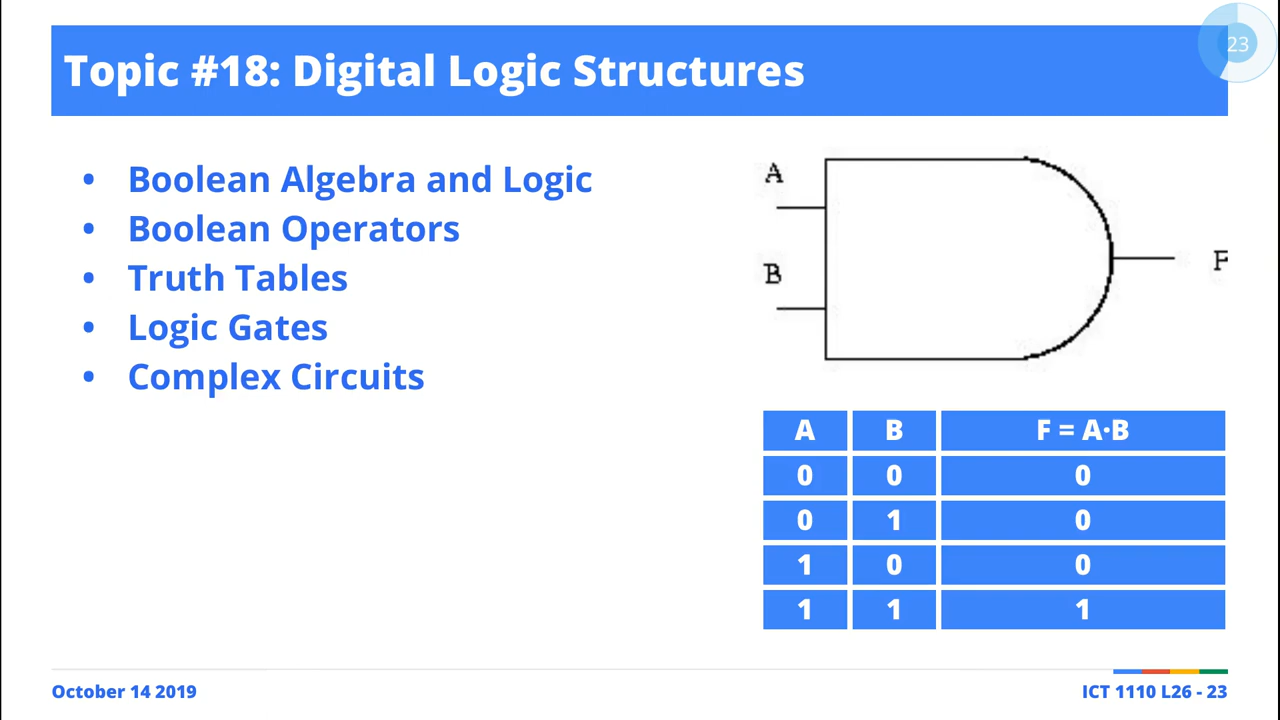 23
Topic #18: Digital Logic Structures
• Boolean Algebra and Logic
• Boolean Operators
• Truth Tables
• Logic Gates
• Complex Circuits
A
B
F
A B F = A·B
0 0 0
0 1 0
1 0 0
1 1 1
October 14 2019
ICT 1110 L26 - 23